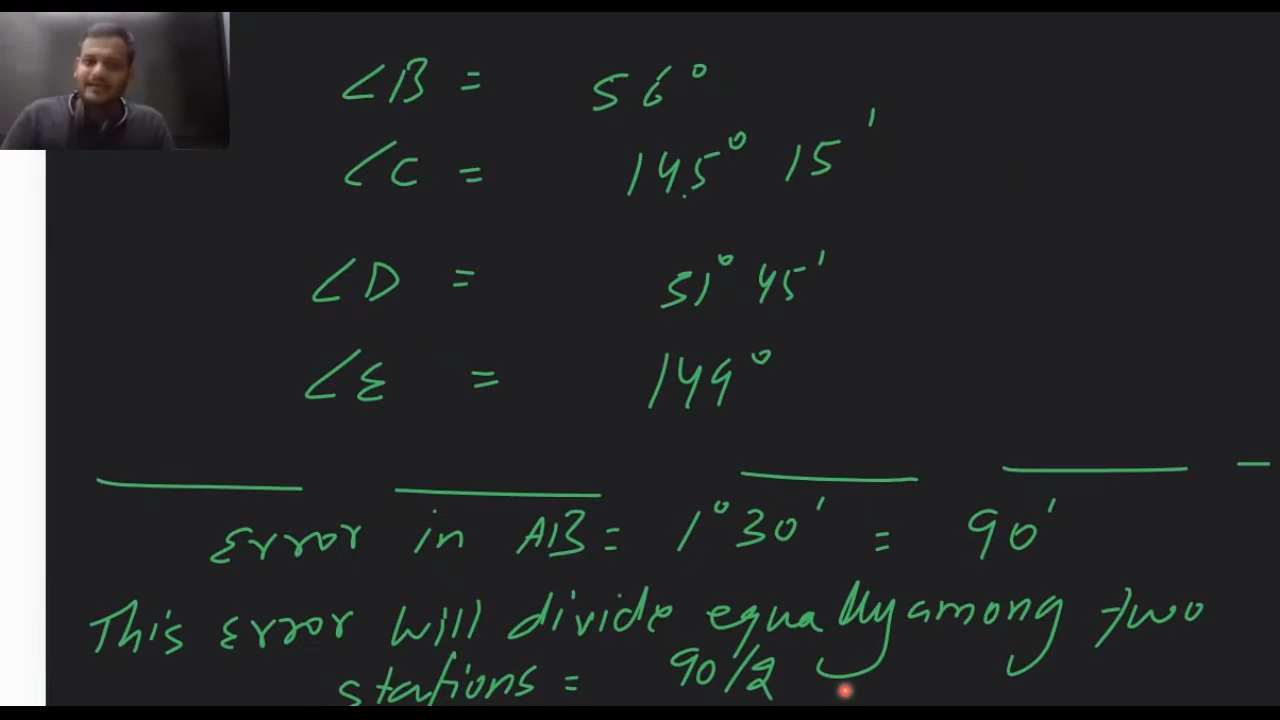 ∠B = 56°
∠C = 145° 15'
∠D = 51° 45'
∠E = 149°
Error in AB = 1° 30' = 90'
This error will divide equally among two
stations = 90/2